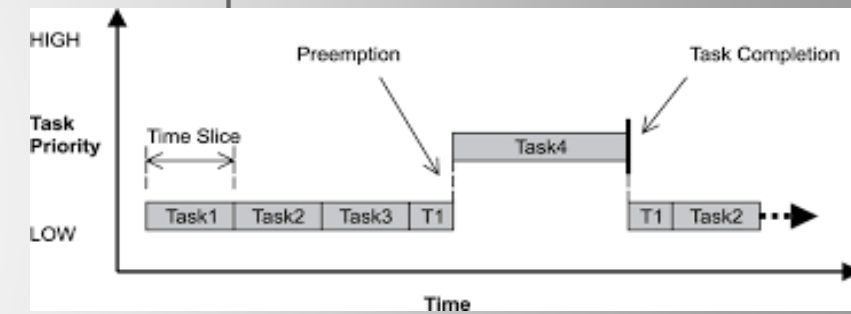 HIGH
Preemption
Task Completion
Task
Priority
Time Slice
Task4
Task1
Task2
Task3
T1
T1
Task2
LOW
Time